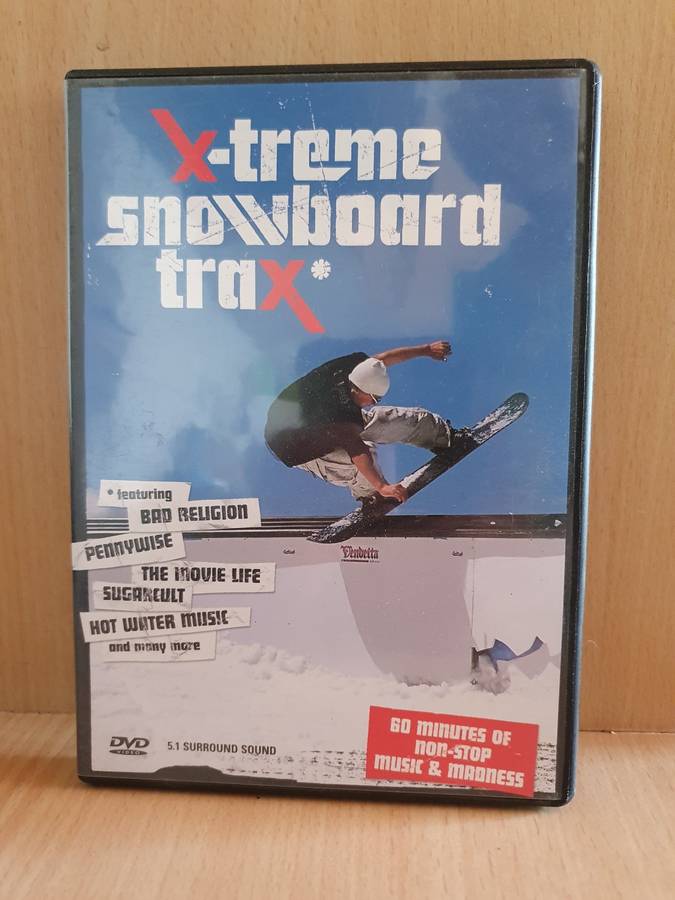 x-treme
snowboard
trax*
* featuring
BAD RELIGION
PENNYWISE
THE MOVIE LIFE
SUGARCULT
HOT WATER MUSIC
and many more
Vendetta
DVD
VIDEO
5.1 SURROUND SOUND
60 MINUTES OF
NON-STOP
MUSIC & MADNESS